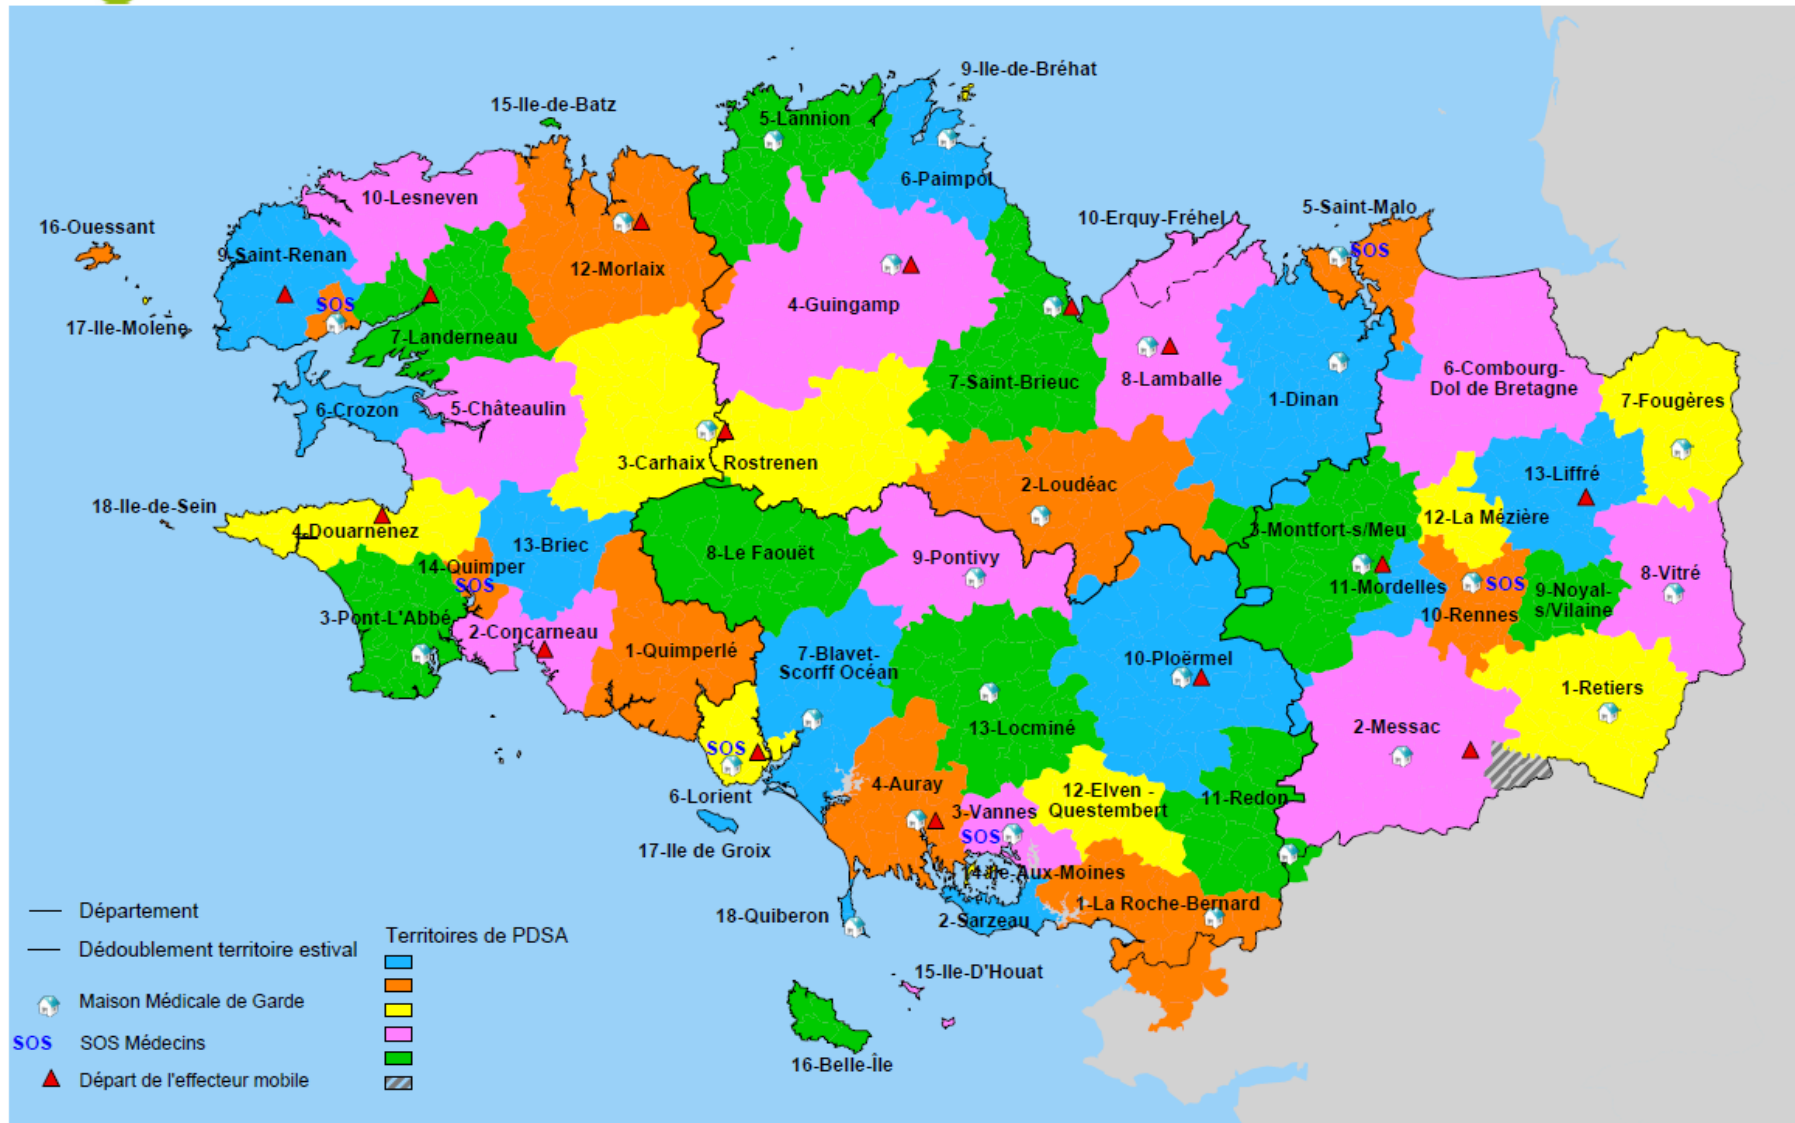 9-Ile-de-Bréhat
15-Ile-de-Batz
5-Lannion
6-Paimpol
10-Lesneven
10-Erquy-Fréhel
5-Saint-Malo
16-Ouessant
9-Saint-Renan
SOS
12-Morlaix
SOS
4-Guingamp
17-Ile-Molene
7-Landerneau
6-Combourg-
Dol de Bretagne
7-Saint-Brieuc
8-Lamballe
1-Dinan
7-Fougères
6-Crozon
5-Châteaulin
3-Carhaix
Rostrenen
2-Loudéac
13-Liffré
18-Ile-de-Sein
4-Douarnenez
12-La Mézière
3-Montfort-s/Meu
13-Briec
8-Le Faouët
9-Pontivy
14-Quimper
SOS
11-Mordelles
SOS
10-Rennes
9-Noyal-
s/Vilaine
8-Vitré
3-Pont-L'Abbé
2-Concarneau
1-Quimperlé
7-Blavet-
Scorff Océan
10-Ploërmel
1-Retiers
13-Locminé
2-Messac
SOS
6-Lorient
4-Auray
12-Elven -
Questembert
11-Redon
3-Vannes
SOS
17-Ile de Groix
14-Ile-Aux-Moines
18-Quiberon
2-Sarzeau
1-La Roche-Bernard
15-Ile-D'Houat
16-Belle-Île
Département
Dédoublement territoire estival
Maison Médicale de Garde
SOS SOS Médecins
Départ de l'effecteur mobile
Territoires de PDSA